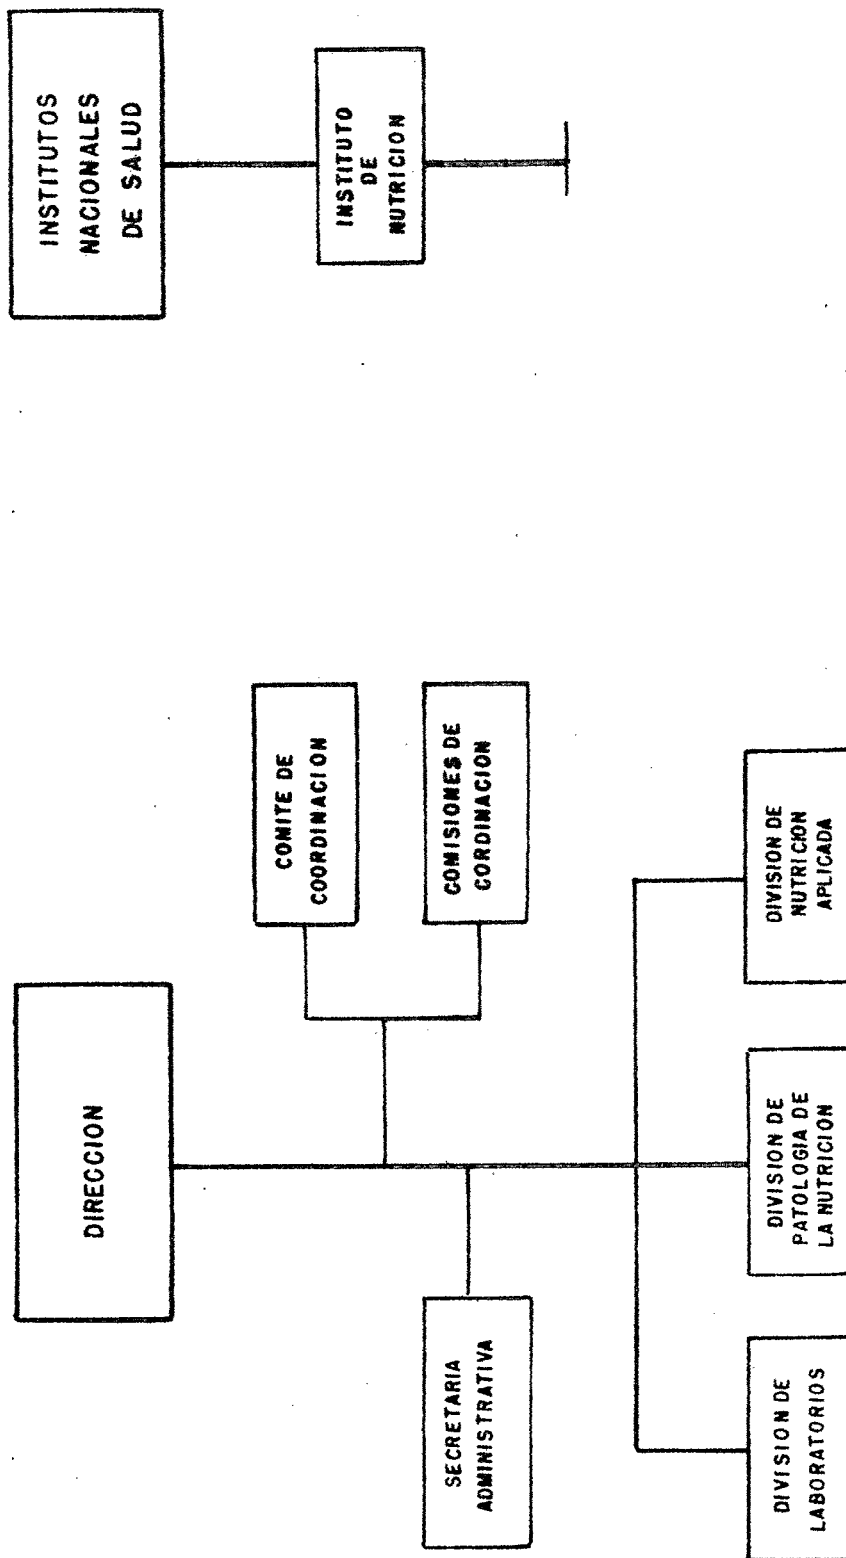 INSTITUTOS
NACIONALES
DE SALUD
INSTITUTO
DE
NUTRICION
DIRECCION
COMITE DE
COORDINACION
COMISIONES DE
CORDINACION
SECRETARIA
ADMINISTRATIVA
DIVISION DE
LABORATORIOS
DIVISION DE
PATOLOGIA DE
LA NUTRICION
DIVISION DE
NUTRICION
APLICADA